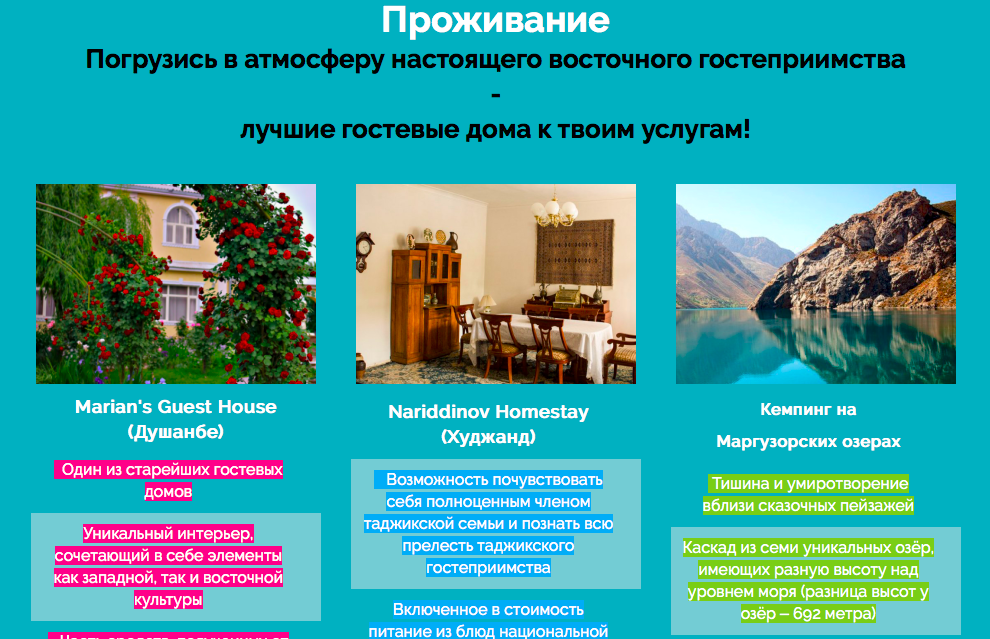 Проживание
Погрузись в атмосферу настоящего восточного гостеприимства
-
лучшие гостевые дома к твоим услугам!
Marian's Guest House
(Душанбе)
Один из старейших гостевых
домов
Уникальный интерьер,
сочетающий в себе элементы
как западной, так и восточной
культуры
Nariddinov Homestay
(Худжанд)
Возможность почувствовать
себя полноценным членом
таджикской семьи и познать всю
прелесть таджикского
гостеприимства
Включенное в стоимость
питание из блюд национальной
Кемпинг на
Маргузорских озерах
Тишина и умиротворение
вблизи сказочных пейзажей
Каскад из семи уникальных озёр,
имеющих разную высоту над
уровнем моря (разница высот у
озёр – 692 метра)